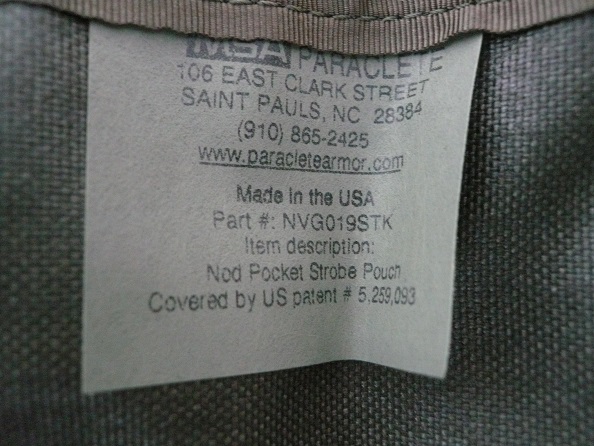 MSA PARACLETE
106 EAST CLARK STREET
SAINT PAULS, NC 28384
(910) 865-2425
www.paracletearmor.com
Made in the USA
Part #: NVG019STK
Item description:
Nod Pocket Strobe Pouch
Covered by US patent # 5,259,093